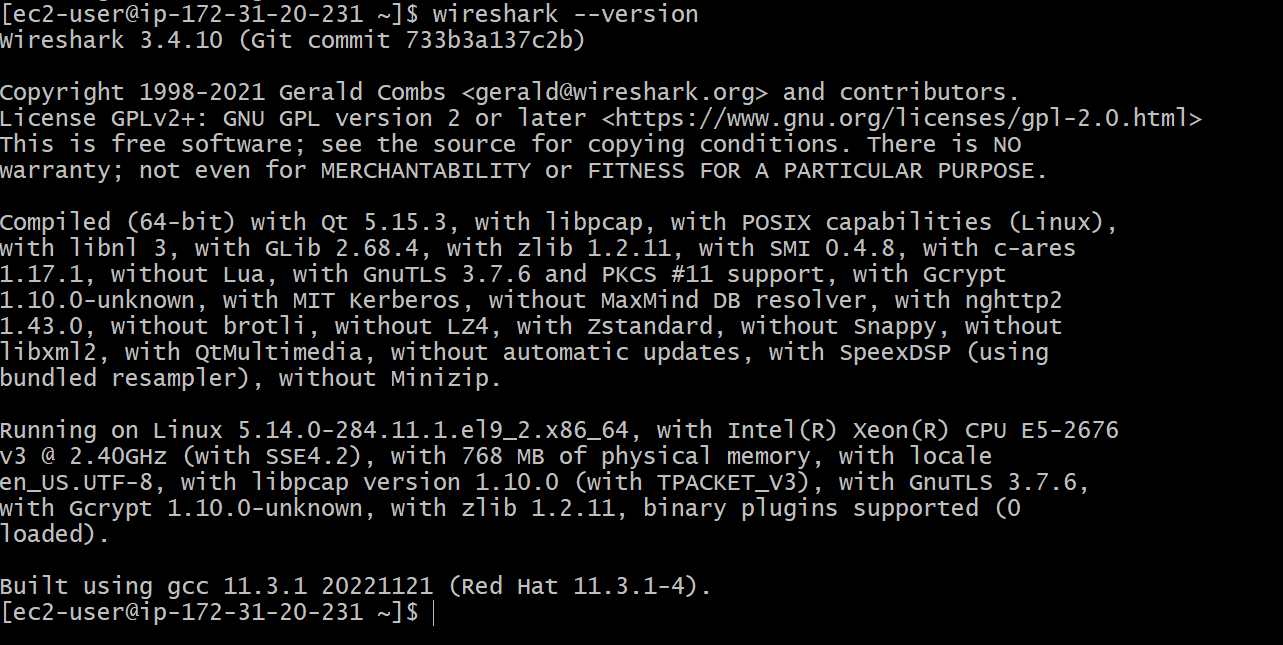 [ec2-user@ip-172-31-20-231 ~]$ wireshark --version
Wireshark 3.4.10 (Git commit 733b3a137c2b)
Copyright 1998-2021 Gerald Combs <gerald@wireshark.org> and contributors.
License GPLv2+: GNU GPL version 2 or later <https://www.gnu.org/licenses/gpl-2.0.html>
This is free software; see the source for copying conditions. There is NO
warranty; not even for MERCHANTABILITY or FITNESS FOR A PARTICULAR PURPOSE.
Compiled (64-bit) with Qt 5.15.3, with libpcap, with POSIX capabilities (Linux),
with libnl 3, with GLib 2.68.4, with zlib 1.2.11, with SMI 0.4.8, with c-ares
1.17.1, without Lua, with GnuTLS 3.7.6 and PKCS #11 support, with Gcrypt
1.10.0-unknown, with MIT Kerberos, without MaxMind DB resolver, with nghttp2
1.43.0, without brotli, without LZ4, with Zstandard, without Snappy, without
libxml2, with QtMultimedia, without automatic updates, with SpeexDSP (using
bundled resampler), without Minizip.
Running on Linux 5.14.0-284.11.1.el9_2.x86_64, with Intel(R) Xeon(R) CPU E5-2676
v3 @ 2.40GHz (with SSE4.2), with 768 MB of physical memory, with locale
en_US.UTF-8, with libpcap version 1.10.0 (with TPACKET_V3), with GnuTLS 3.7.6,
with Gcrypt 1.10.0-unknown, with zlib 1.2.11, binary plugins supported (0
loaded).
Built using gcc 11.3.1 20221121 (Red Hat 11.3.1-4).
[ec2-user@ip-172-31-20-231 ~]$